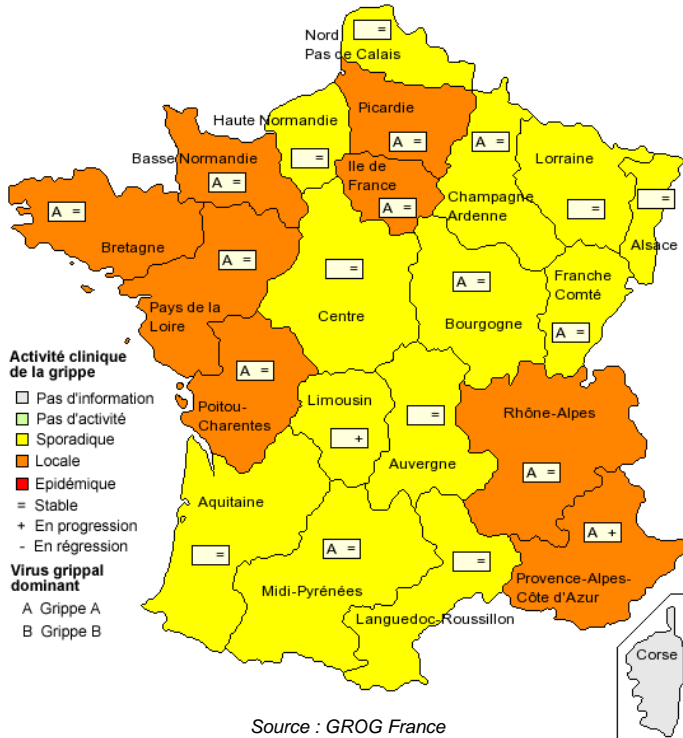 Nord
Pas de Calais
=
Picardie
A =
Haute Normandie
=
Basse Normandie
A =
Ile de
France
A =
A =
Champagne
Ardenne
Lorraine
=
=
Alsace
A =
Bretagne
A =
Pays de la
Loire
=
Centre
A =
Bourgogne
Franche
Comté
A =
A =
Poitou-
Charentes
Limousin
+
=
Auvergne
Rhône-Alpes
A =
Aquitaine
=
A =
Midi-Pyrénées
=
Languedoc-Roussillon
A +
Provence-Alpes-
Côte d'Azur
Corse
Activité clinique
de la grippe
Pas d'information
Pas d'activité
Sporadique
Locale
Epidémique
= Stable
+ En progression
- En régression
Virus grippal
dominant
A Grippe A
B Grippe B
Source : GROG France